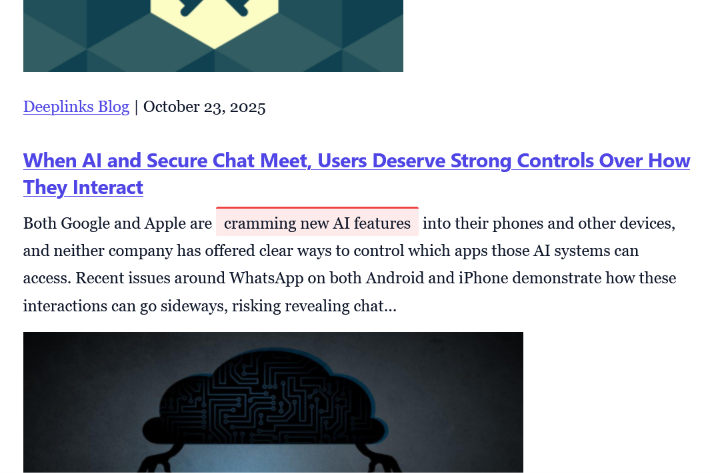 Deeplinks Blog | October 23, 2025
When AI and Secure Chat Meet, Users Deserve Strong Controls Over How
They Interact
Both Google and Apple are cramming new AI features into their phones and other devices,
and neither company has offered clear ways to control which apps those AI systems can
access. Recent issues around WhatsApp on both Android and iPhone demonstrate how these
interactions can go sideways, risking revealing chat...